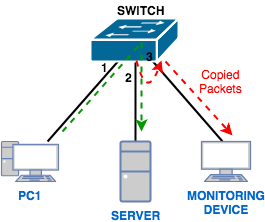 SWITCH
1
2
3
Copied
Packets
PC1
SERVER
MONITORING
DEVICE